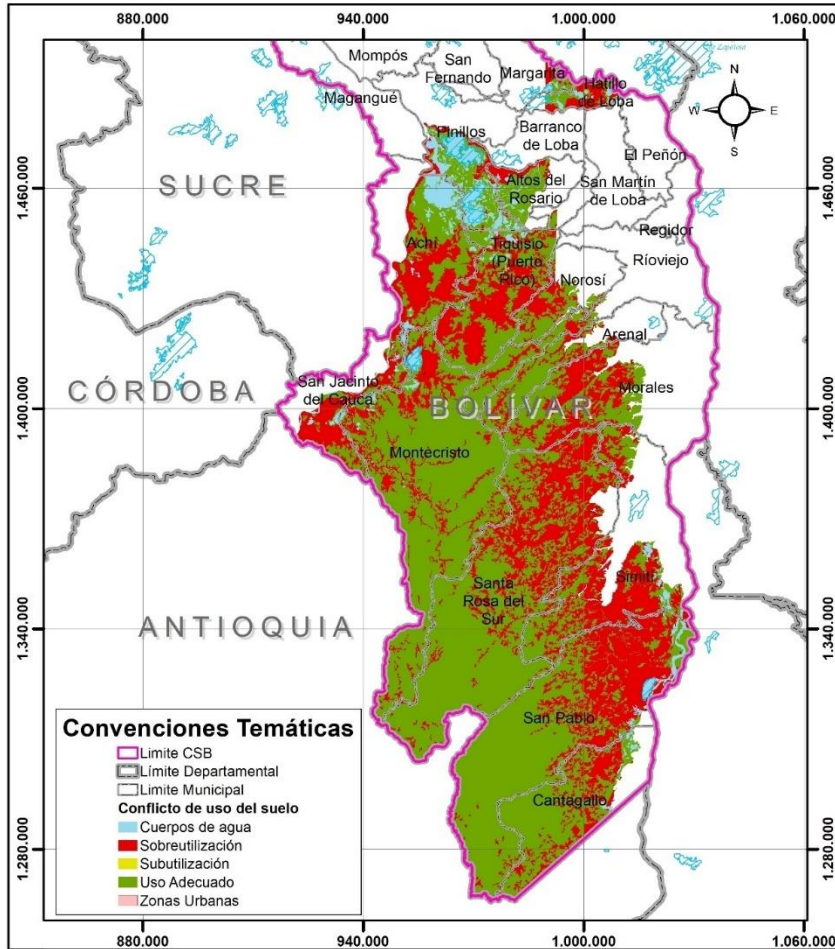 880.000
940.000
1.000.000
1.060.000
Mompós
San
Fernando
Margarita
Hatillo
de Loba
Magangué
N
W
E
S
Pinillos
Barranco
de Loba
El Peñón
SUCRE
1.460.000
Altos del
Rosario
San Martín
de Loba
1.460.000
Achí
Tiquisio
(Puerto
Rico)
Regidor
Ríoviejo
Norosí
Arenal
CÓRDOBA
San Jacinto
del Cauca
BOLÍVAR
Morales
1.400.000
1.400.000
Montecristo
Santa
Rosa del
Sur
Simití
ANTIOQUIA
1.340.000
1.340.000
San Pablo
Cantagallo
Convenciones Temáticas
Limite CSB
Límite Departamental
Limite Municipal
Conflicto de uso del suelo
Cuerpos de agua
Sobreutilización
Subutilización
Uso Adecuado
Zonas Urbanas
1.280.000
1.280.000
880.000
940.000
1.000.000
1.060.000